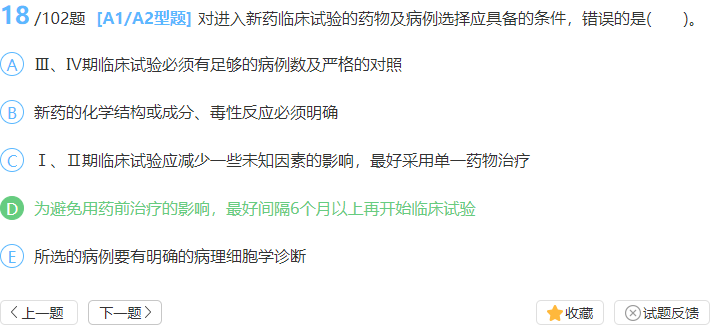 18/102题 [A1/A2型题] 对进入新药临床试验的药物及病例选择应具备的条件，错误的是( )。
A Ⅲ、Ⅳ期临床试验必须有足够的病例数及严格的对照
B 新药的化学结构或成分、毒性反应必须明确
C Ⅰ、Ⅱ期临床试验应减少一些未知因素的影响，最好采用单一药物治疗
D 为避免用药前治疗的影响，最好间隔6个月以上再开始临床试验
E 所选的病例要有明确的病理细胞学诊断
上一题 下一题 收藏 试题反馈